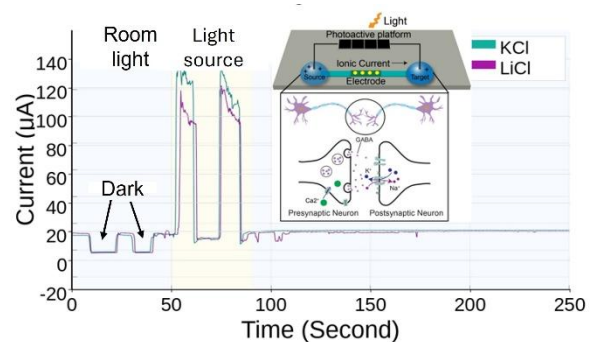 Room
light
Light
source
Dark
Light
Photoactive platform
Ionic Current
Source
Target
Electrode
GABA
K⁺
Na⁺
Ca2⁺
Presynaptic Neuron
Postsynaptic Neuron
KCl
LiCl
Current (µA)
140
120
100
80
60
40
20
0
-20
0
50
100
150
200
250
Time (Second)